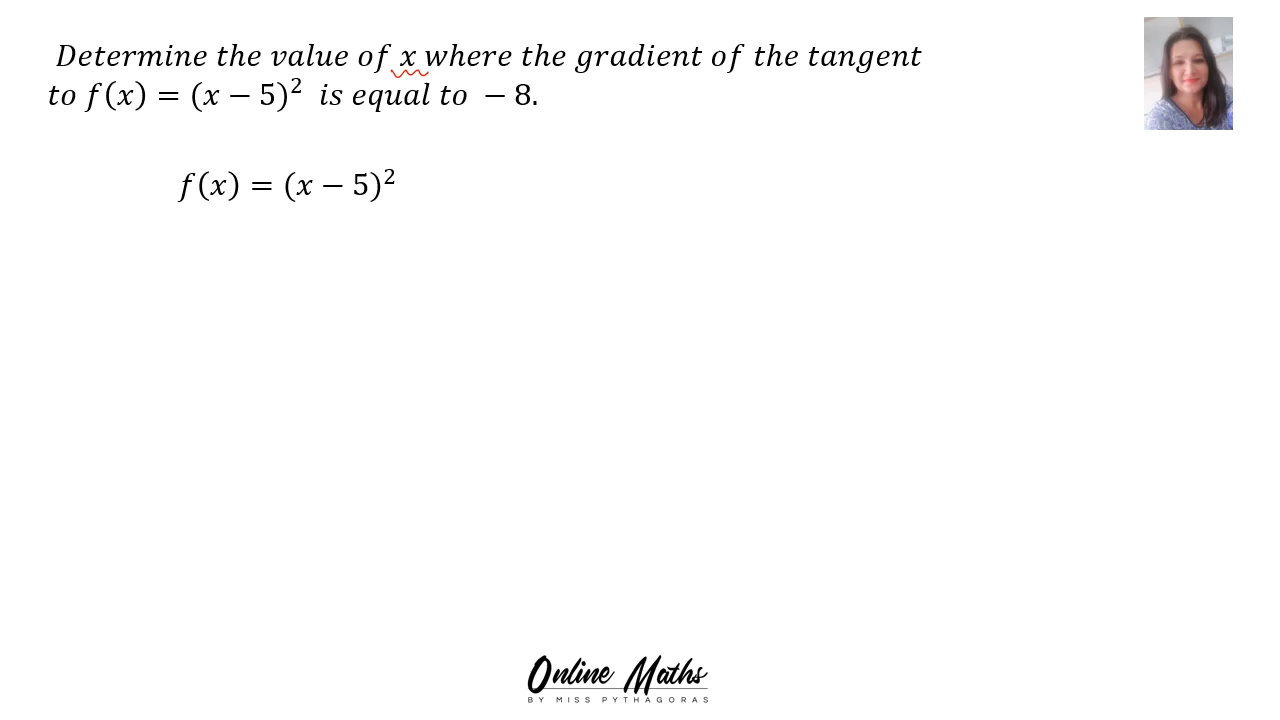 Determine the value of x where the gradient of the tangent
to f(x) = (x − 5)² is equal to − 8.
f(x) = (x − 5)²
Online Maths
BY MISS PYTHAGORAS